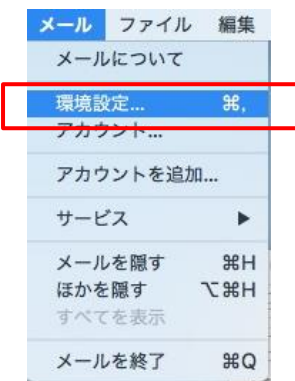 メール ファイル 編集
メールについて
環境設定... ⌘,
アカウント...
アカウントを追加...
サービス ▶
メールを隠す ⌘H
ほかを隠す ⌥⌘H
すべてを表示
メールを終了 ⌘Q